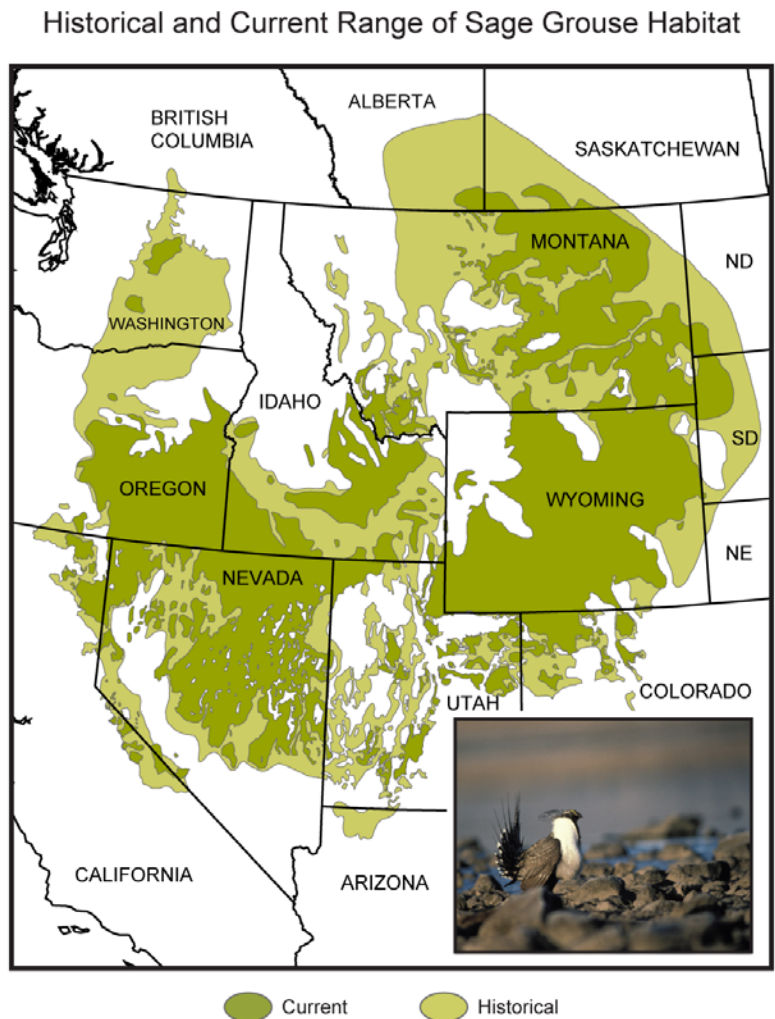 Historical and Current Range of Sage Grouse Habitat
ALBERTA
BRITISH
COLUMBIA
SASKATCHEWAN
MONTANA
ND
WASHINGTON
IDAHO
SD
OREGON
WYOMING
NE
NEVADA
UTAH
COLORADO
CALIFORNIA
ARIZONA
Current
Historical